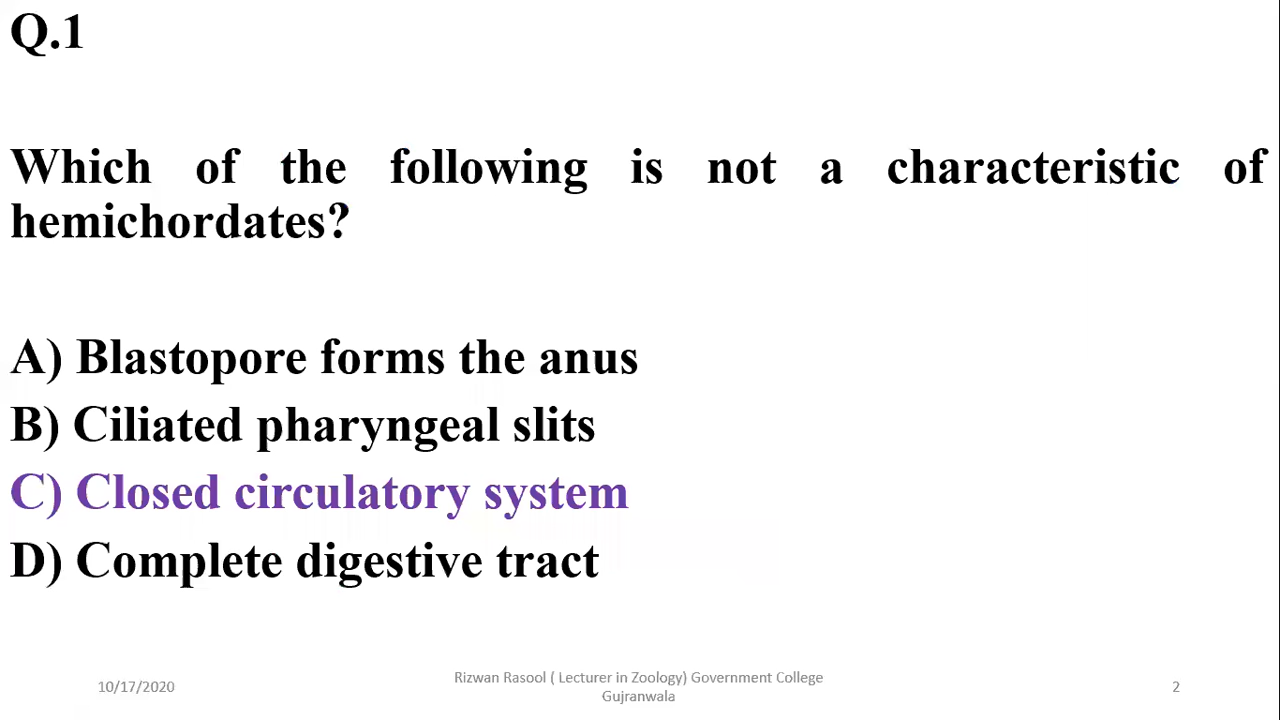 Q.1
Which of the following is not a characteristic of
hemichordates?
A) Blastopore forms the anus
B) Ciliated pharyngeal slits
C) Closed circulatory system
D) Complete digestive tract
10/17/2020
Rizwan Rasool ( Lecturer in Zoology) Government College
Gujranwala
2